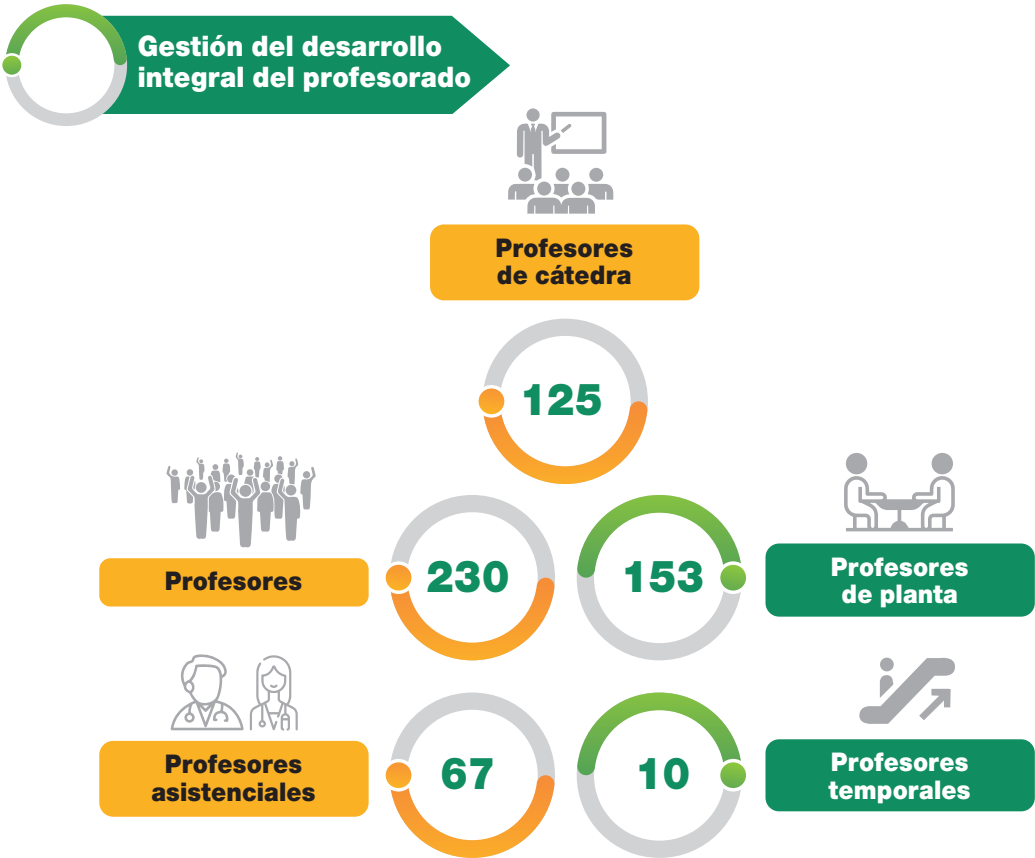 Gestión del desarrollo
integral del profesorado
Profesores
de cátedra
125
Profesores
230
153
Profesores
de planta
Profesores
asistenciales
67
10
Profesores
temporales